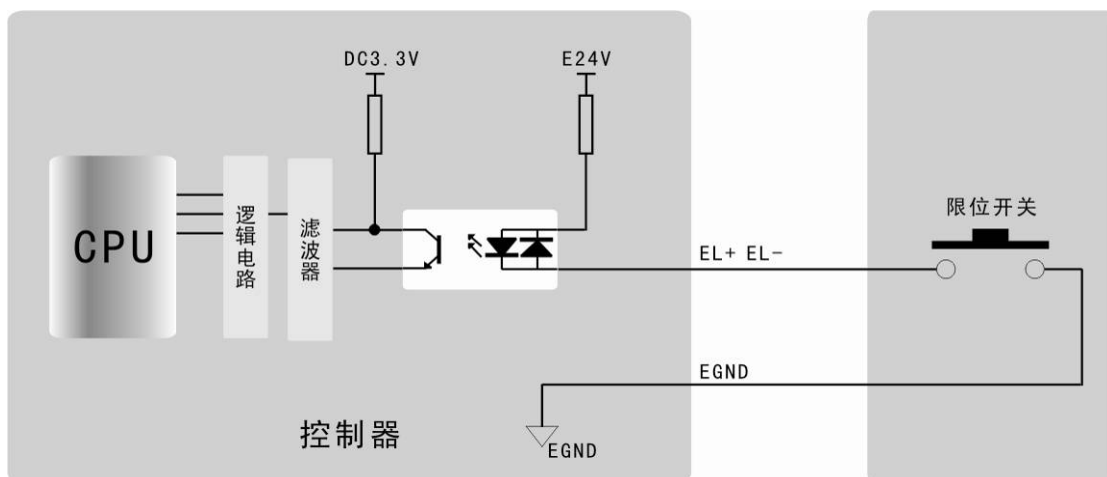 DC3.3V
E24V
CPU
逻辑电路
滤波器
限位开关
EL+ EL-
EGND
EGND
控制器